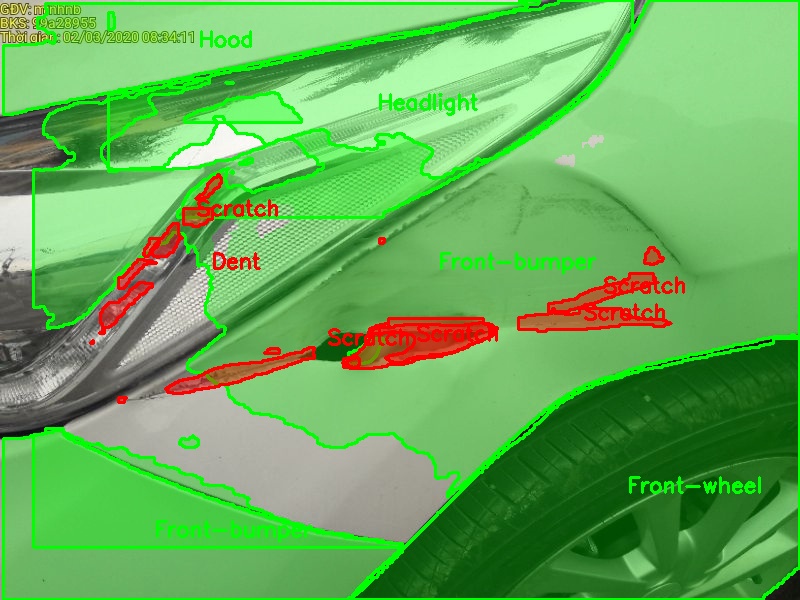 GĐV: minhnb
BKS: 99a28955
Thời gian: 02/03/2020 08:34:11
Hood
Headlight
Scratch
Dent
Front-bumper
Scratch
Scratch
Scratch
Scratch
Front-wheel
Front-bumper